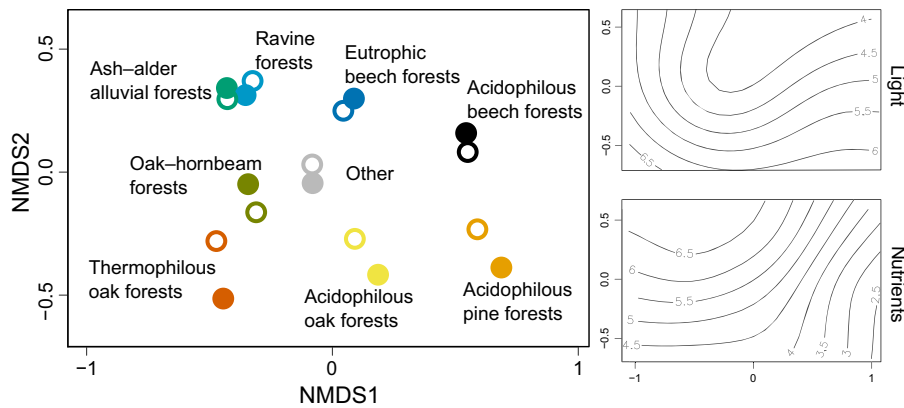 0.5
0.0
−0.5
NMDS2
−1
0
1
NMDS1
Ash–alder
alluvial forests
Ravine
forests
Eutrophic
beech forests
Acidophilous
beech forests
Oak–hornbeam
forests
Other
Thermophilous
oak forests
Acidophilous
oak forests
Acidophilous
pine forests
0.5
0.0
−0.5
4
4.5
5
5.5
6
6.5
Light
0.5
0.0
−0.5
6.5
6
5.5
5
4.5
4
3.5
3
2.5
Nutrients
−1
0
1